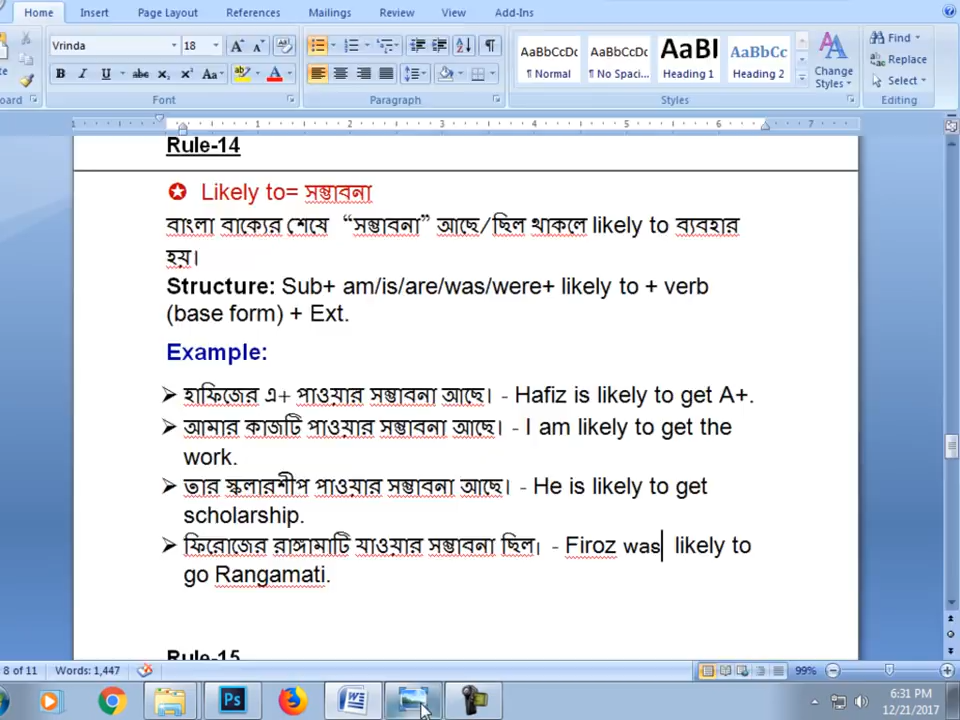 Home Insert Page Layout References Mailings Review View Add-Ins
Vrinda 18 Find
AaBbCcDc AaBbCcDc AaBl AaBbCc Change Styles Replace
¶ Normal ¶ No Spaci... Heading 1 Heading 2 Select
Font Paragraph Styles Editing
Rule-14
Likely to= সম্ভাবনা
বাংলা বাক্যের শেষে “সম্ভাবনা” আছে/ছিল থাকলে likely to ব্যবহার
হয়।
Structure: Sub+ am/is/are/was/were+ likely to + verb
(base form) + Ext.
Example:
হাফিজের এ+ পাওয়ার সম্ভাবনা আছে। - Hafiz is likely to get A+.
আমার কাজটি পাওয়ার সম্ভাবনা আছে। - I am likely to get the
work.
তার স্কলারশীপ পাওয়ার সম্ভাবনা আছে। - He is likely to get
scholarship.
ফিরোজের রাঙ্গামাটি যাওয়ার সম্ভাবনা ছিল। - Firoz was likely to
go Rangamati.
Rule-15
8 of 11 Words: 1,447 99%
6:31 PM
12/21/2017